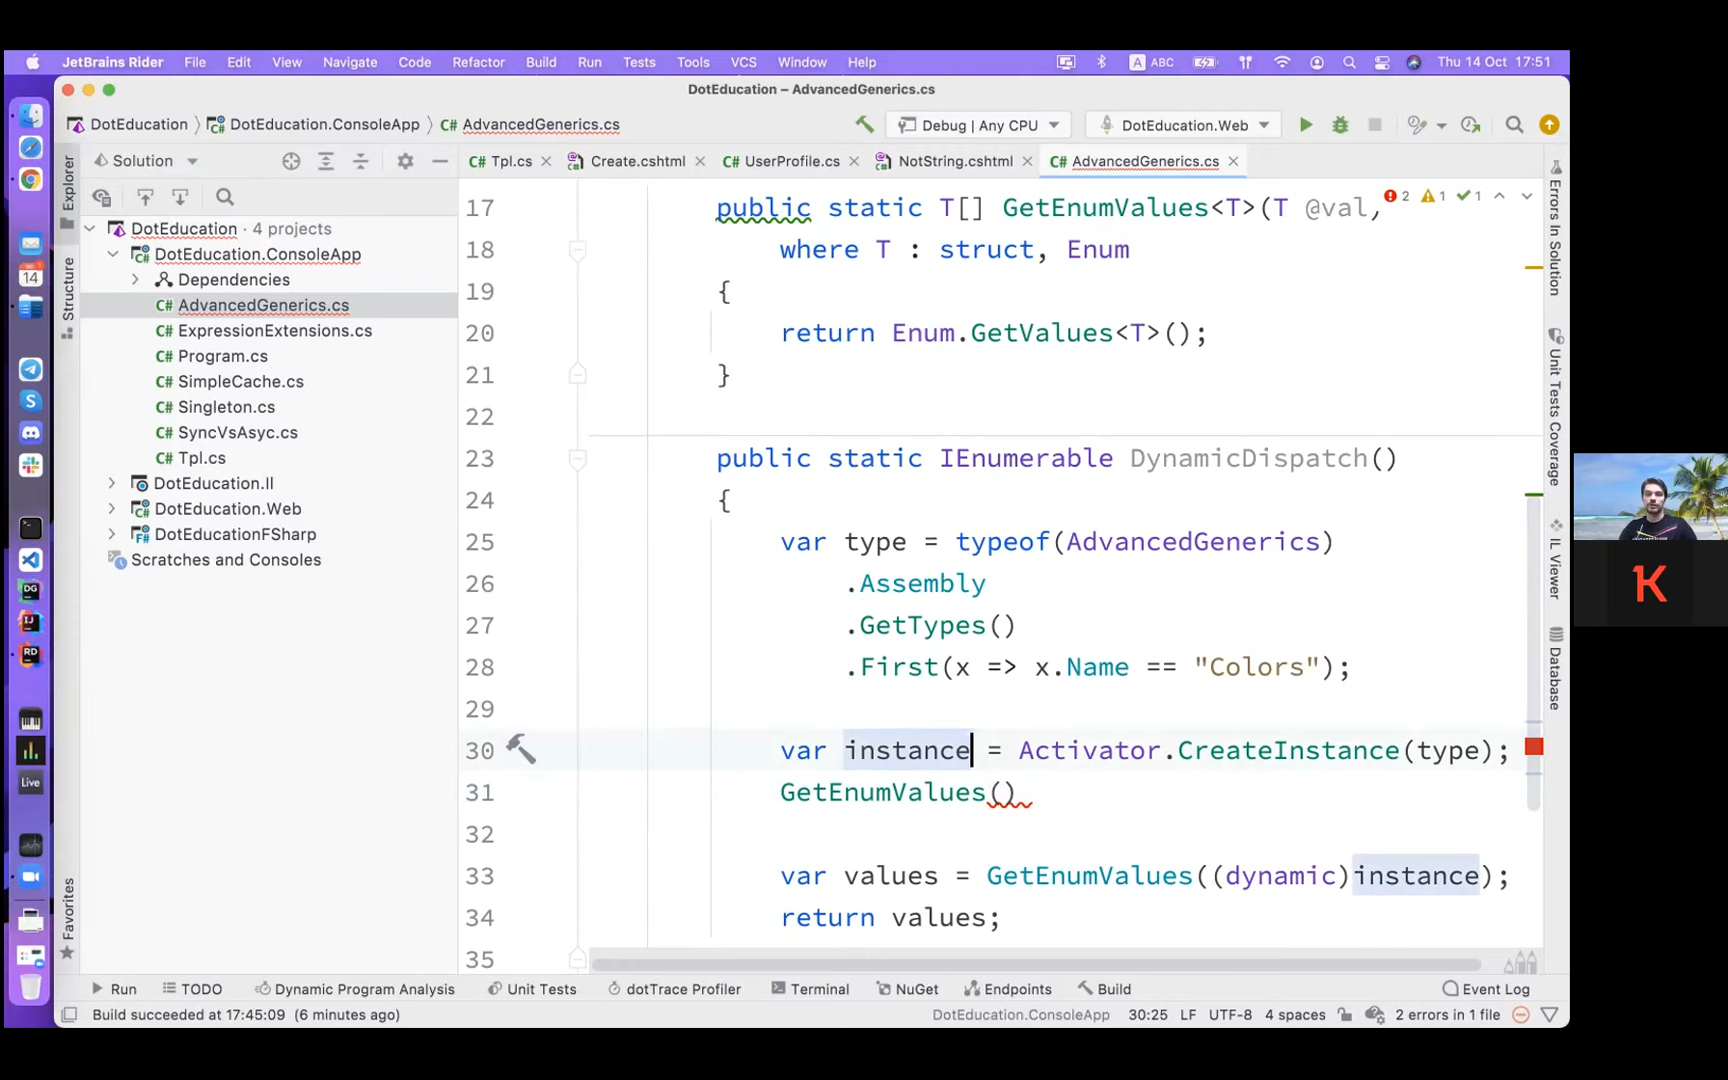 JetBrains Rider File Edit View Navigate Code Refactor Build Run Tests Tools VCS Window Help A ABC Thu 14 Oct 17:51
DotEducation – AdvancedGenerics.cs
DotEducation DotEducation.ConsoleApp C# AdvancedGenerics.cs Debug | Any CPU DotEducation.Web
Solution C# Tpl.cs Create.cshtml C# UserProfile.cs NotString.cshtml C# AdvancedGenerics.cs
Explorer
Structure
Favorites
DotEducation · 4 projects
DotEducation.ConsoleApp
Dependencies
C# AdvancedGenerics.cs
C# ExpressionExtensions.cs
C# Program.cs
C# SimpleCache.cs
C# Singleton.cs
C# SyncVsAsyc.cs
C# Tpl.cs
DotEducation.Il
DotEducation.Web
DotEducationFSharp
Scratches and Consoles
14
DG
IJ
RD
Live
17 public static T[] GetEnumValues<T>(T @val, 2 1 1
18 where T : struct, Enum
19 {
20 return Enum.GetValues<T>();
21 }
22
23 public static IEnumerable DynamicDispatch()
24 {
25 var type = typeof(AdvancedGenerics)
26 .Assembly
27 .GetTypes()
28 .First(x => x.Name == "Colors");
29
30 var instance = Activator.CreateInstance(type);
31 GetEnumValues()
32
33 var values = GetEnumValues((dynamic)instance);
34 return values;
35
Errors In Solution
Unit Tests Coverage
IL Viewer
Database
K
Run TODO Dynamic Program Analysis Unit Tests dotTrace Profiler Terminal NuGet Endpoints Build Event Log
Build succeeded at 17:45:09 (6 minutes ago) DotEducation.ConsoleApp 30:25 LF UTF-8 4 spaces 2 errors in 1 file